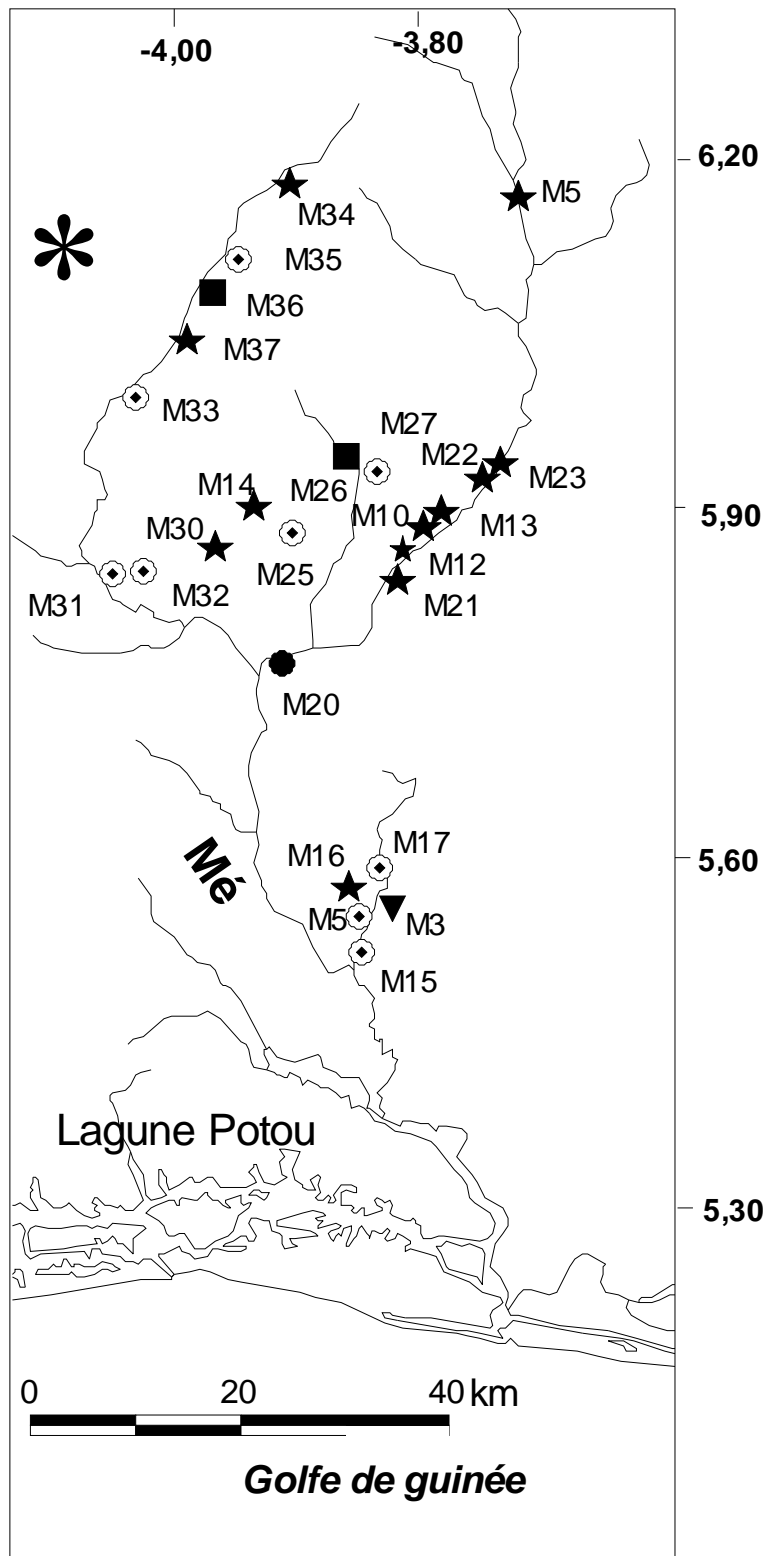 -4,00
-3,80
6,20
M5
M34
M35
M36
M37
M33
M27
M22
M23
M14
M26
5,90
M10
M13
M30
M25
M12
M31
M32
M21
M20
Mé
M17
M16
5,60
M5
M3
M15
Lagune Potou
5,30
0 20 40 km
Golfe de guinée